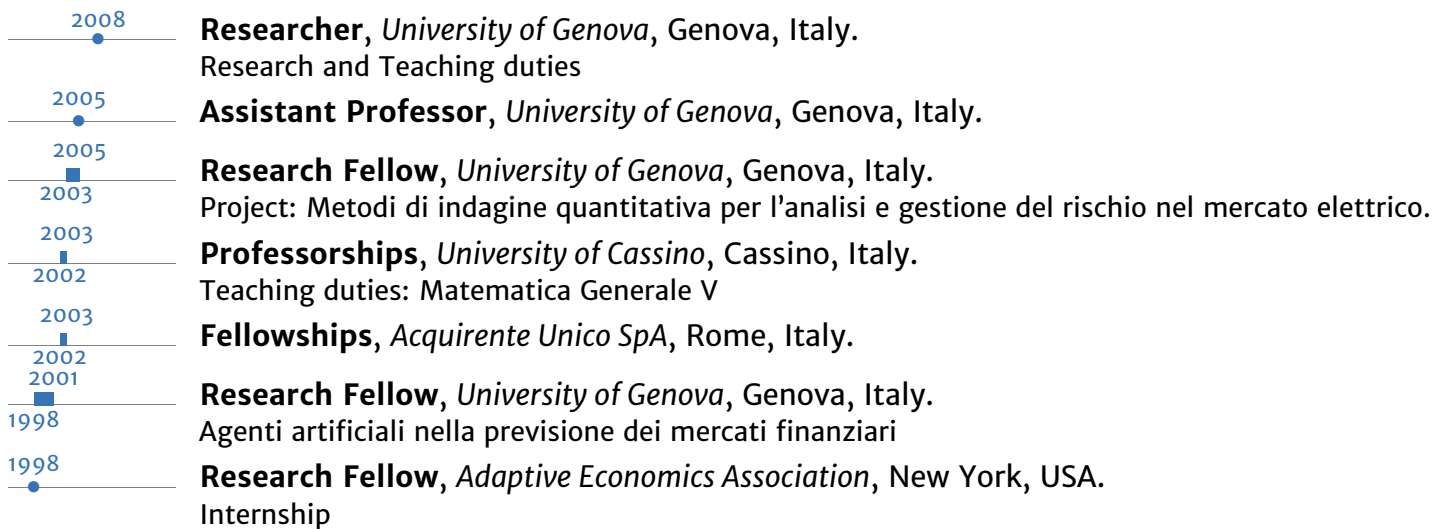 2008
Researcher, University of Genova, Genova, Italy.
Research and Teaching duties
2005
Assistant Professor, University of Genova, Genova, Italy.
2005
Research Fellow, University of Genova, Genova, Italy.
2003
Project: Metodi di indagine quantitativa per l'analisi e gestione del rischio nel mercato elettrico.
2003
Professorships, University of Cassino, Cassino, Italy.
2002
Teaching duties: Matematica Generale V
2003
Fellowships, Acquirente Unico SpA, Rome, Italy.
2002
2001
Research Fellow, University of Genova, Genova, Italy.
1998
Agenti artificiali nella previsione dei mercati finanziari
1998
Research Fellow, Adaptive Economics Association, New York, USA.
Internship